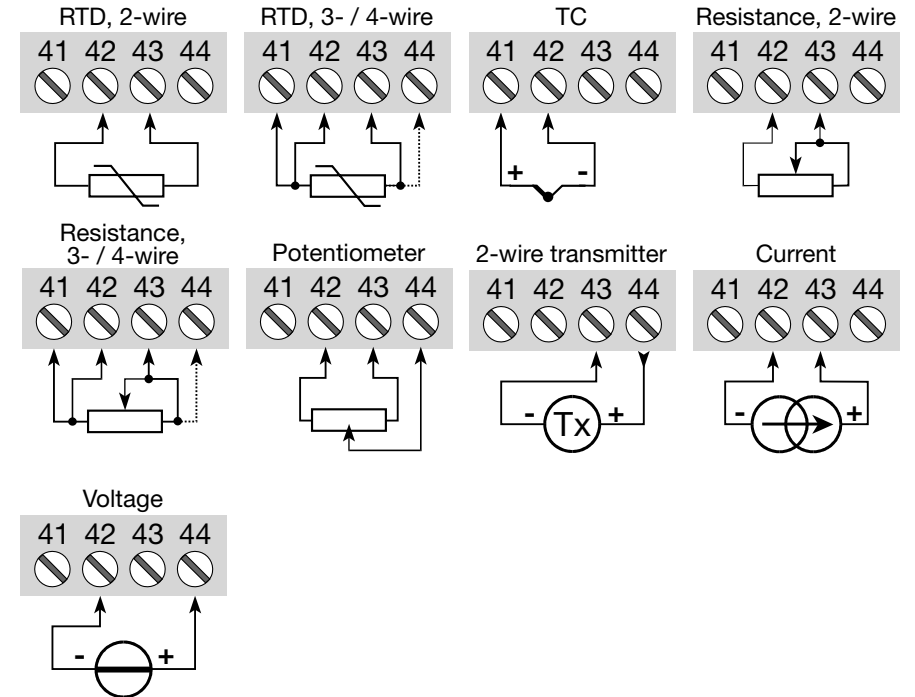 RTD, 2-wire
41 42 43 44
RTD, 3- / 4-wire
41 42 43 44
TC
41 42 43 44
+ -
Resistance, 2-wire
41 42 43 44
Resistance,
3- / 4-wire
41 42 43 44
Potentiometer
41 42 43 44
2-wire transmitter
41 42 43 44
- Tx +
Current
41 42 43 44
- +
Voltage
41 42 43 44
- +